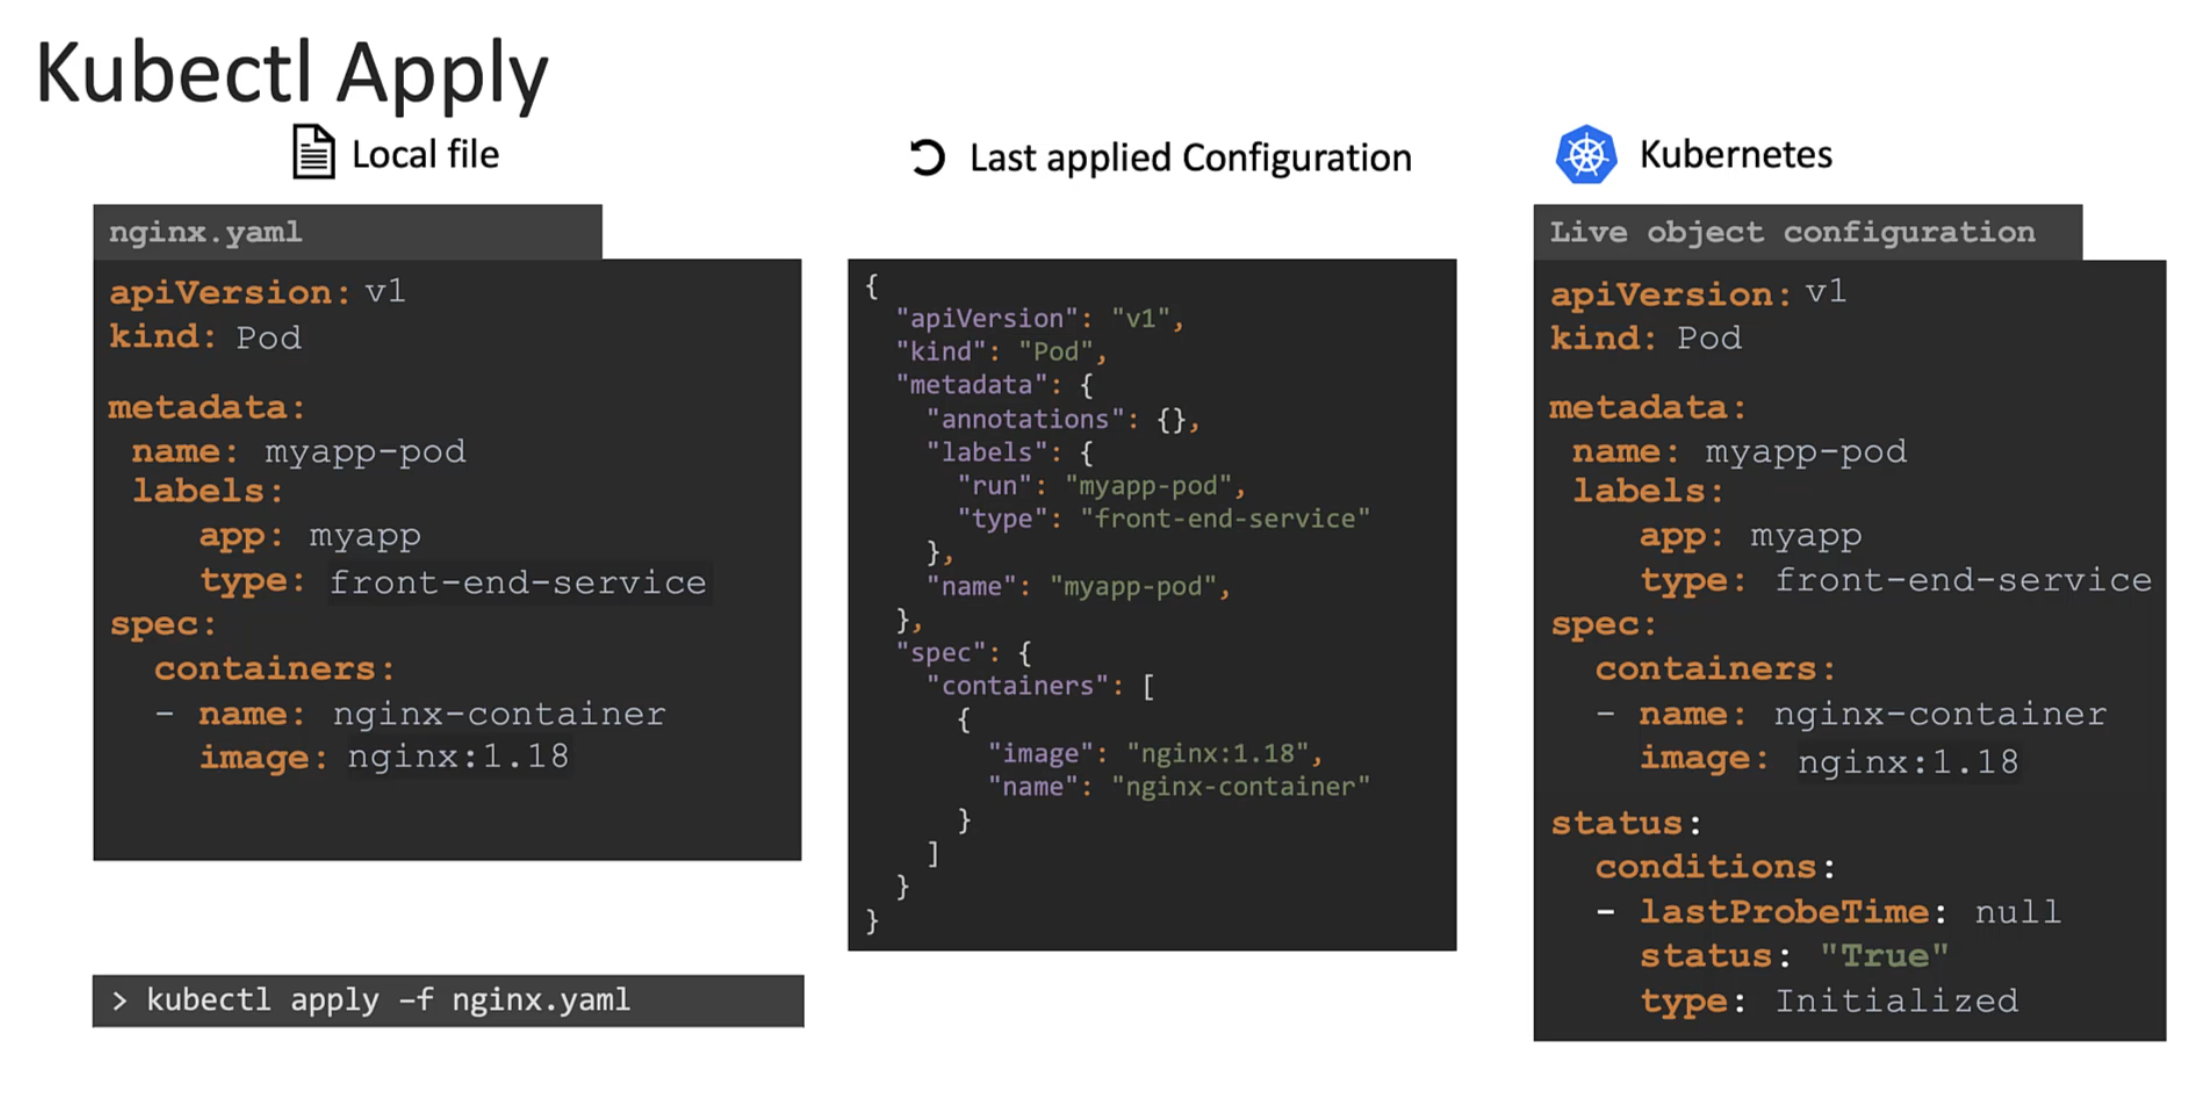 Kubectl Apply
Local file
nginx.yaml
apiVersion: v1
kind: Pod
metadata:
name: myapp-pod
labels:
app: myapp
type: front-end-service
spec:
containers:
- name: nginx-container
image: nginx:1.18
> kubectl apply –f nginx.yaml
Last applied Configuration
{
"apiVersion": "v1",
"kind": "Pod",
"metadata": {
"annotations": {},
"labels": {
"run": "myapp-pod",
"type": "front-end-service"
},
"name": "myapp-pod",
},
"spec": {
"containers": [
{
"image": "nginx:1.18",
"name": "nginx-container"
}
]
}
}
Kubernetes
Live object configuration
apiVersion: v1
kind: Pod
metadata:
name: myapp-pod
labels:
app: myapp
type: front-end-service
spec:
containers:
- name: nginx-container
image: nginx:1.18
status:
conditions:
- lastProbeTime: null
status: "True"
type: Initialized